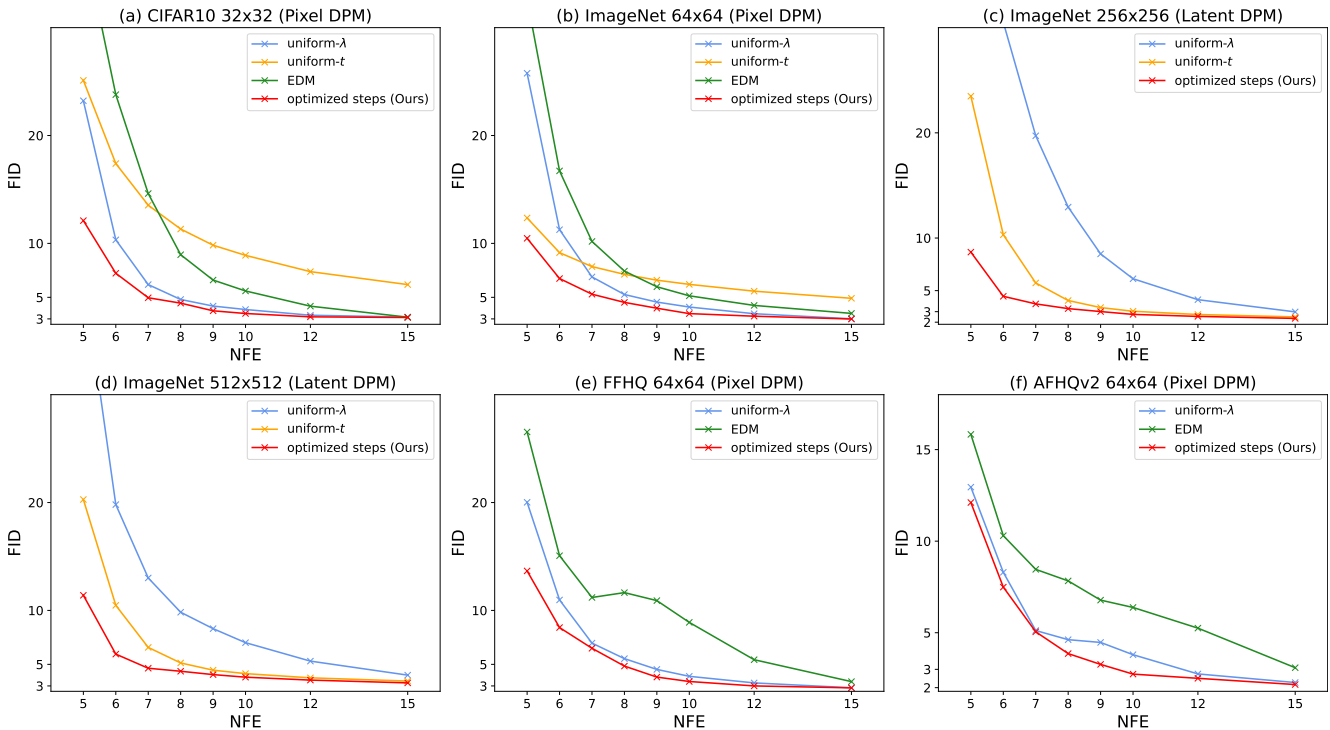 (a) CIFAR10 32x32 (Pixel DPM)
FID
20
10
5
3
uniform-λ
uniform-t
EDM
optimized steps (Ours)
5 6 7 8 9 10 12 15
NFE
(b) ImageNet 64x64 (Pixel DPM)
FID
20
10
5
3
uniform-λ
uniform-t
EDM
optimized steps (Ours)
5 6 7 8 9 10 12 15
NFE
(c) ImageNet 256x256 (Latent DPM)
FID
20
10
5
3
2
uniform-λ
uniform-t
optimized steps (Ours)
5 6 7 8 9 10 12 15
NFE
(d) ImageNet 512x512 (Latent DPM)
FID
20
10
5
3
uniform-λ
uniform-t
optimized steps (Ours)
5 6 7 8 9 10 12 15
NFE
(e) FFHQ 64x64 (Pixel DPM)
FID
20
10
5
3
uniform-λ
EDM
optimized steps (Ours)
5 6 7 8 9 10 12 15
NFE
(f) AFHQv2 64x64 (Pixel DPM)
FID
15
10
5
3
2
uniform-λ
EDM
optimized steps (Ours)
5 6 7 8 9 10 12 15
NFE